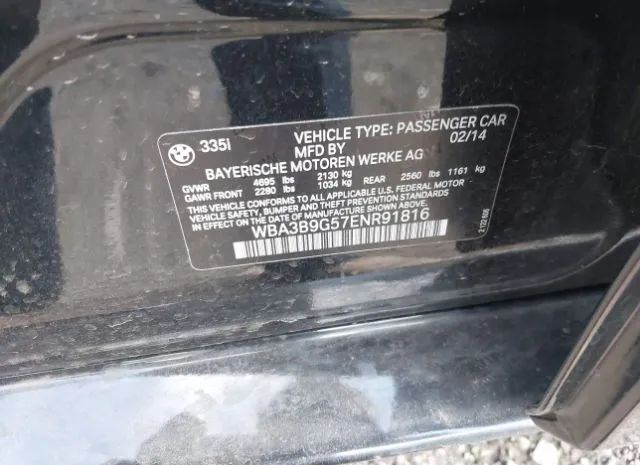 335I VEHICLE TYPE: PASSENGER CAR
MFD BY 02/14
BAYERISCHE MOTOREN WERKE AG
GVWR 4695 lbs 2130 kg
GAWR FRONT 2280 lbs 1034 kg REAR 2560 lbs 1161 kg
THIS VEHICLE CONFORMS TO ALL APPLICABLE U.S. FEDERAL MOTOR
VEHICLE SAFETY, BUMPER, AND THEFT PREVENTION STANDARDS
IN EFFECT ON THE DATE OF MANUFACTURE SHOWN ABOVE.
WBA3B9G57ENR91816